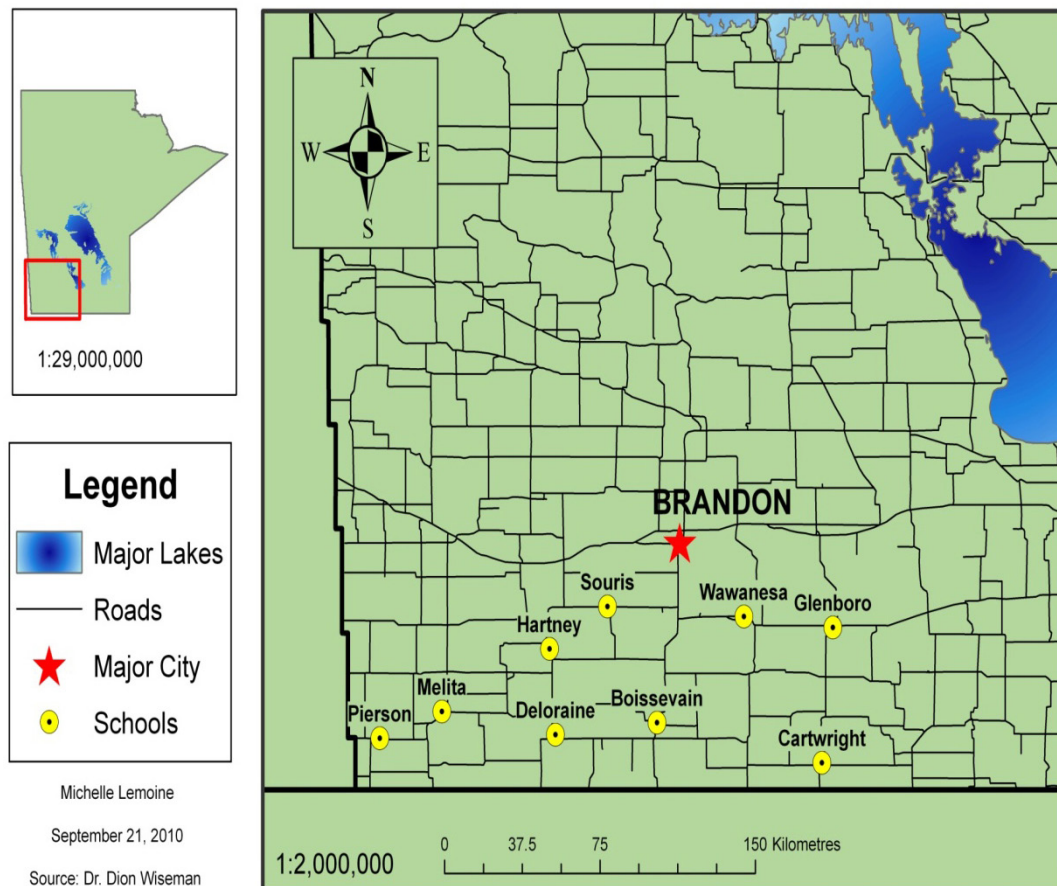 1:29,000,000
Legend
Major Lakes
Roads
Major City
Schools
Michelle Lemoine
September 21, 2010
Source: Dr. Dion Wiseman
N
W E
S
BRANDON
Souris
Wawanesa
Glenboro
Hartney
Melita
Boissevain
Pierson
Deloraine
Cartwright
1:2,000,000
0 37.5 75 150 Kilometres